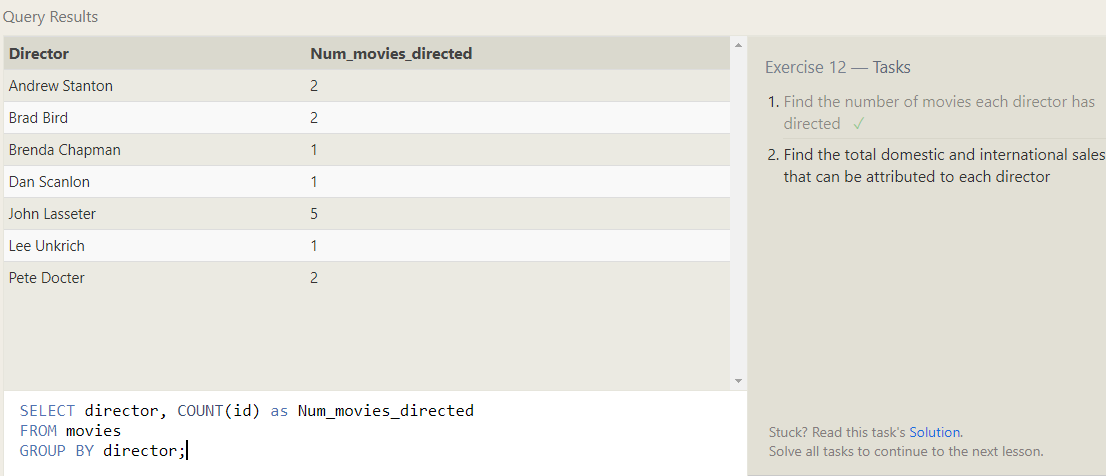 Query Results
Director Num_movies_directed
Andrew Stanton 2
Brad Bird 2
Brenda Chapman 1
Dan Scanlon 1
John Lasseter 5
Lee Unkrich 1
Pete Docter 2
SELECT director, COUNT(id) as Num_movies_directed
FROM movies
GROUP BY director;
Exercise 12 — Tasks
1. Find the number of movies each director has
directed ✓
2. Find the total domestic and international sales
that can be attributed to each director
Stuck? Read this task's Solution.
Solve all tasks to continue to the next lesson.